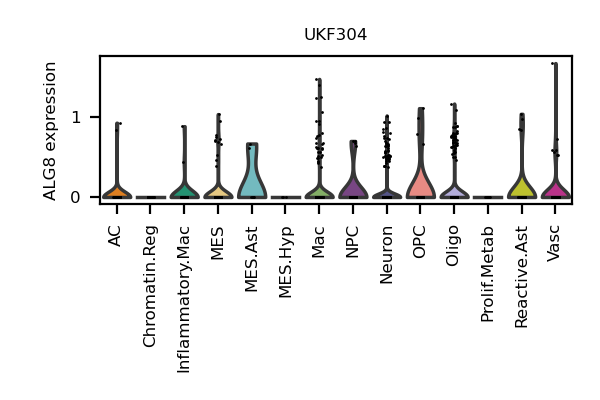 UKF304
ALG8 expression
1
0
AC
Chromatin.Reg
Inflammatory.Mac
MES
MES.Ast
MES.Hyp
Mac
NPC
Neuron
OPC
Oligo
Prolif.Metab
Reactive.Ast
Vasc